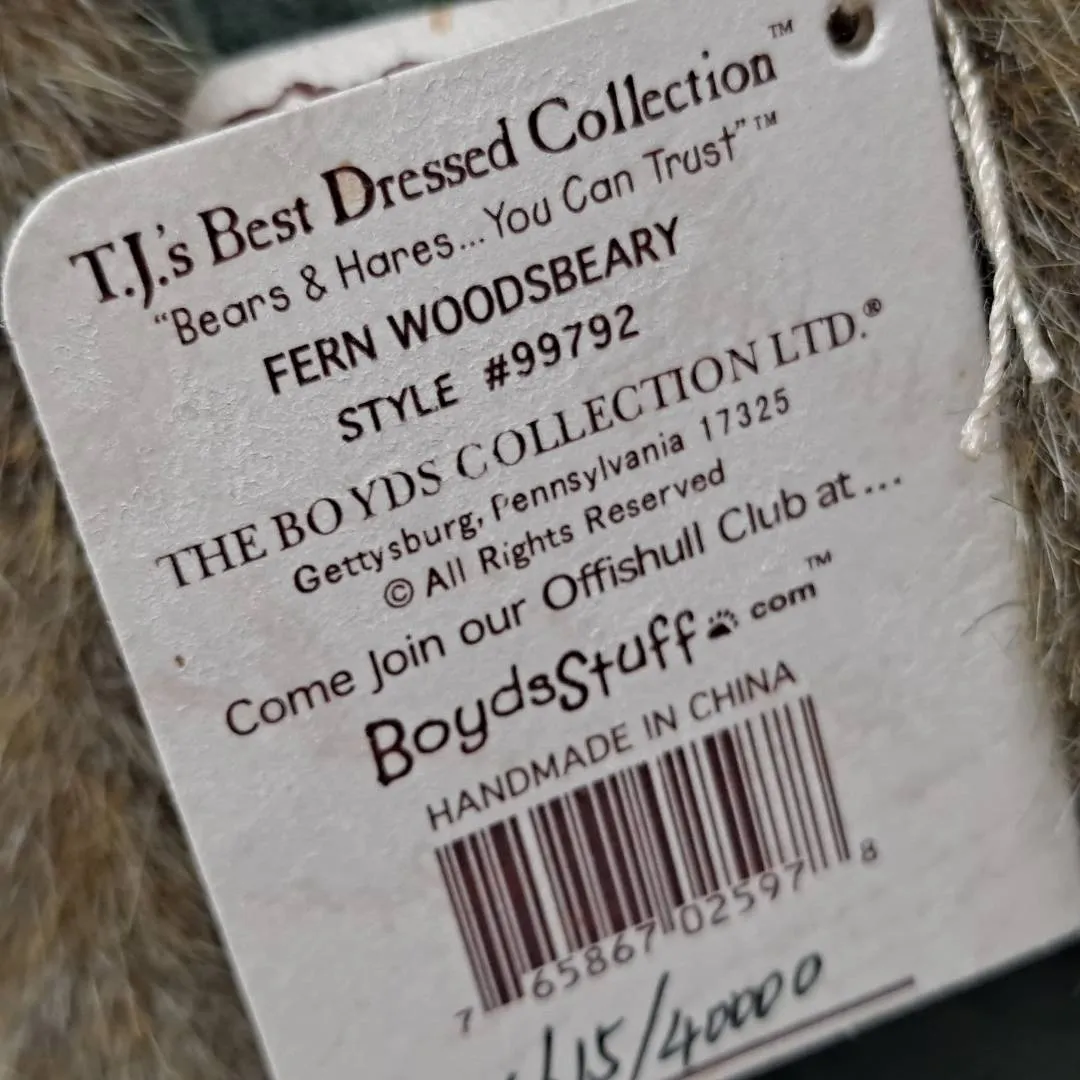 T.J.'s Best Dressed Collection™
“Bears & Hares...You Can Trust”™
FERN WOODSBEARY
STYLE #99792
THE BOYDS COLLECTION LTD.®
Gettysburg, Pennsylvania 17325
© All Rights Reserved
Come Join our Offishull Club at...
BoydsStuff.com™
HANDMADE IN CHINA
7 65867 02597 8
15/40000